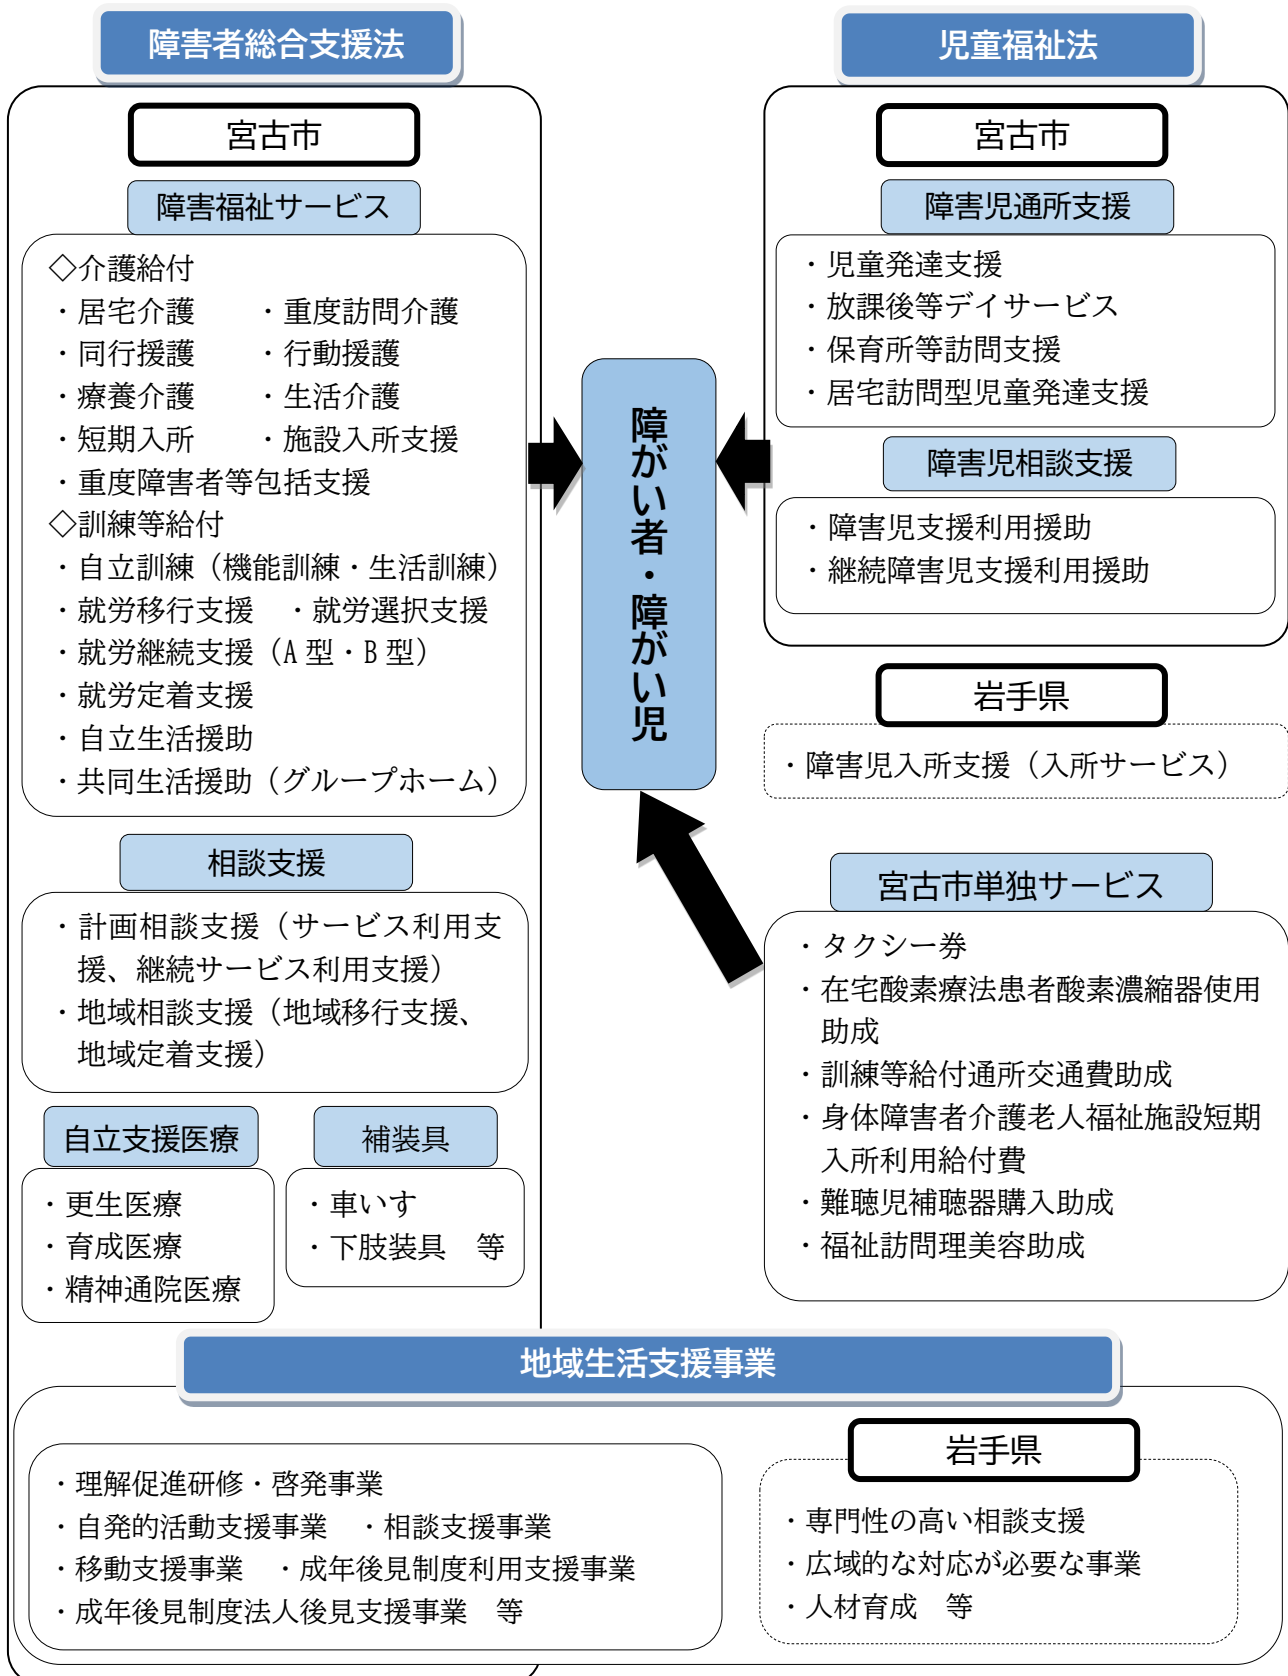 障害者総合支援法
宮古市
障害福祉サービス
◇介護給付
・居宅介護　　・重度訪問介護
・同行援護　　・行動援護
・療養介護　　・生活介護
・短期入所　　・施設入所支援
・重度障害者等包括支援
◇訓練等給付
・自立訓練（機能訓練・生活訓練）
・就労移行支援　・就労選択支援
・就労継続支援（A型・B型）
・就労定着支援
・自立生活援助
・共同生活援助（グループホーム）
相談支援
・計画相談支援（サービス利用支
援、継続サービス利用支援）
・地域相談支援（地域移行支援、
地域定着支援）
自立支援医療
・更生医療
・育成医療
・精神通院医療
補装具
・車いす
・下肢装具　等
障がい者・障がい児
児童福祉法
宮古市
障害児通所支援
・児童発達支援
・放課後等デイサービス
・保育所等訪問支援
・居宅訪問型児童発達支援
障害児相談支援
・障害児支援利用援助
・継続障害児支援利用援助
岩手県
・障害児入所支援（入所サービス）
宮古市単独サービス
・タクシー券
・在宅酸素療法患者酸素濃縮器使用
助成
・訓練等給付通所交通費助成
・身体障害者介護老人福祉施設短期
入所利用給付費
・難聴児補聴器購入助成
・福祉訪問理美容助成
地域生活支援事業
・理解促進研修・啓発事業
・自発的活動支援事業　・相談支援事業
・移動支援事業　・成年後見制度利用支援事業
・成年後見制度法人後見支援事業　等
岩手県
・専門性の高い相談支援
・広域的な対応が必要な事業
・人材育成　等